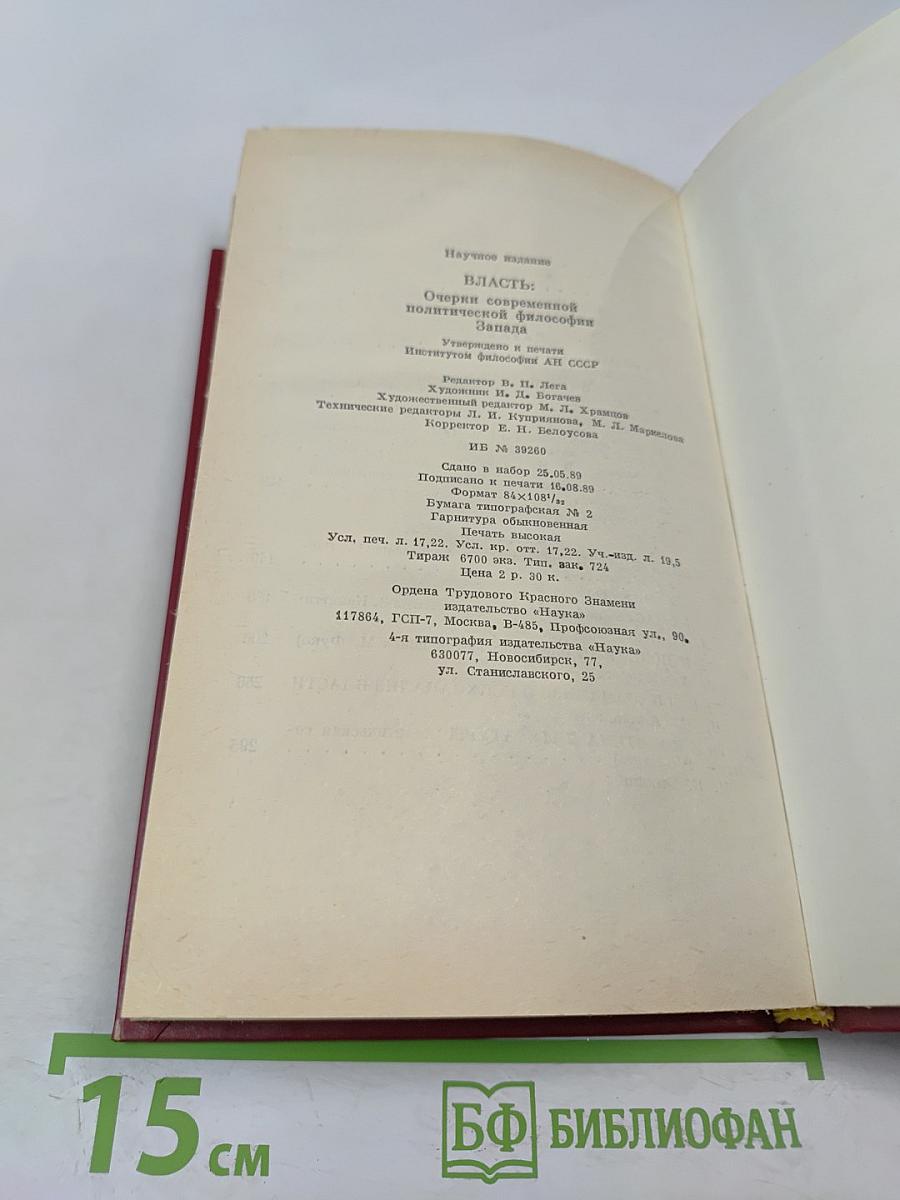 Научное издание
ВЛАСТЬ:
Очерки современной
политической философии
Запада
Утверждено к печати
Институтом философии АН СССР
Редактор В. П. Лега
Художник И. Д. Богачев
Художественный редактор М. Л. Храмцов
Технические редакторы Л. И. Куприянова, М. Л. Маркелова
Корректор Е. Н. Белоусова
ИБ № 39260
Сдано в набор 25.05.89
Подписано к печати 16.08.89
Формат 84×108¹/₃₂
Бумага типографская № 2
Гарнитура обыкновенная
Печать высокая
Усл. печ. л. 17,22. Усл. кр. отт. 17,22. Уч.-изд. л. 19,5
Тираж 6700 экз. Тип. зак. 724
Цена 2 р. 30 к.
Ордена Трудового Красного Знамени
издательство «Наука»
117864, ГСП-7, Москва, В-485, Профсоюзная ул., 90.
4-я типография издательства «Наука»
630077, Новосибирск, 77,
ул. Станиславского, 25
15 см
БФ БИБЛИОФАН